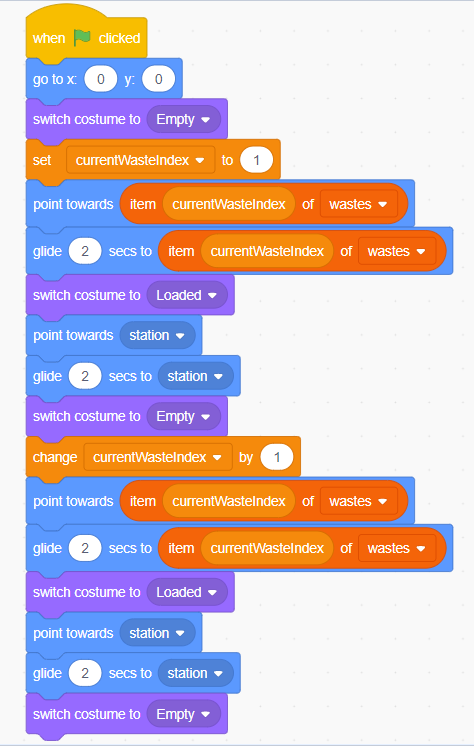 when clicked
go to x: 0 y: 0
switch costume to Empty
set currentWasteIndex to 1
point towards item currentWasteIndex of wastes
glide 2 secs to item currentWasteIndex of wastes
switch costume to Loaded
point towards station
glide 2 secs to station
switch costume to Empty
change currentWasteIndex by 1
point towards item currentWasteIndex of wastes
glide 2 secs to item currentWasteIndex of wastes
switch costume to Loaded
point towards station
glide 2 secs to station
switch costume to Empty